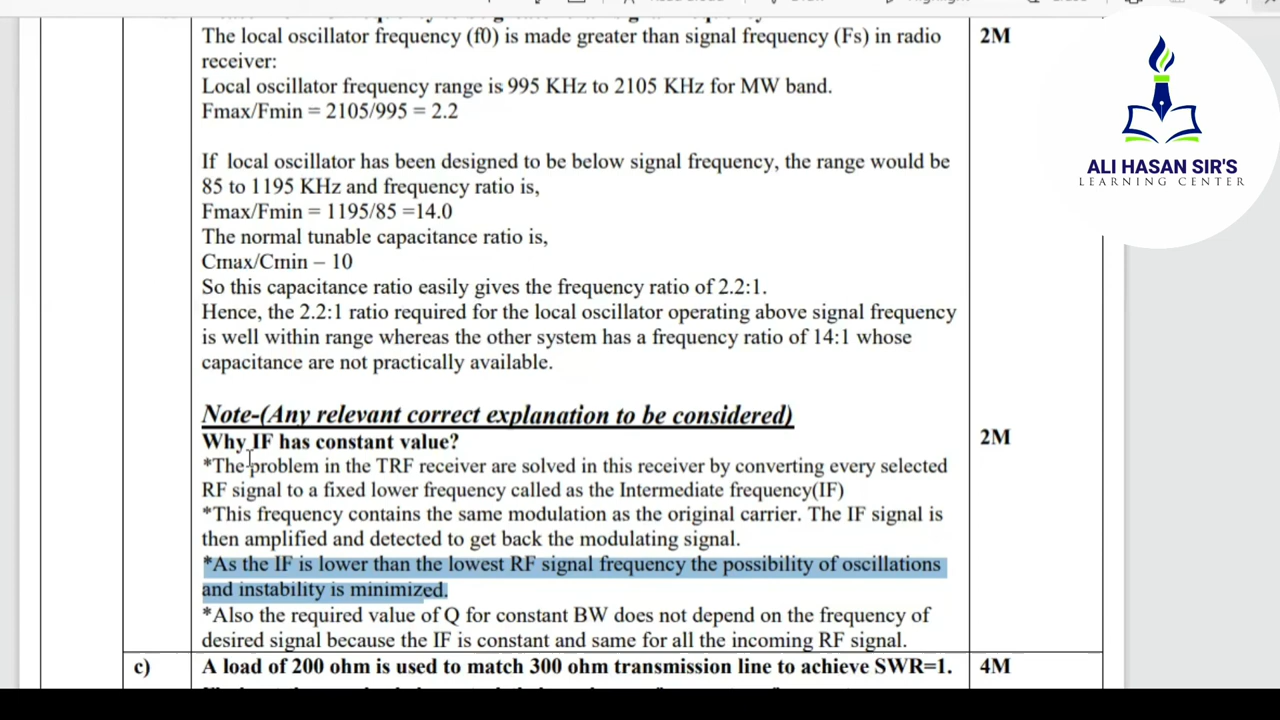 The local oscillator frequency (f0) is made greater than signal frequency (Fs) in radio
receiver:
Local oscillator frequency range is 995 KHz to 2105 KHz for MW band.
Fmax/Fmin = 2105/995 = 2.2
2M
ALI HASAN SIR'S
LEARNING CENTER
If local oscillator has been designed to be below signal frequency, the range would be
85 to 1195 KHz and frequency ratio is,
Fmax/Fmin = 1195/85 =14.0
The normal tunable capacitance ratio is,
Cmax/Cmin – 10
So this capacitance ratio easily gives the frequency ratio of 2.2:1.
Hence, the 2.2:1 ratio required for the local oscillator operating above signal frequency
is well within range whereas the other system has a frequency ratio of 14:1 whose
capacitance are not practically available.
Note-(Any relevant correct explanation to be considered)
Why IF has constant value?
2M
*The problem in the TRF receiver are solved in this receiver by converting every selected
RF signal to a fixed lower frequency called as the Intermediate frequency(IF)
*This frequency contains the same modulation as the original carrier. The IF signal is
then amplified and detected to get back the modulating signal.
*As the IF is lower than the lowest RF signal frequency the possibility of oscillations
and instability is minimized.
*Also the required value of Q for constant BW does not depend on the frequency of
desired signal because the IF is constant and same for all the incoming RF signal.
c) A load of 200 ohm is used to match 300 ohm transmission line to achieve SWR=1. 4M